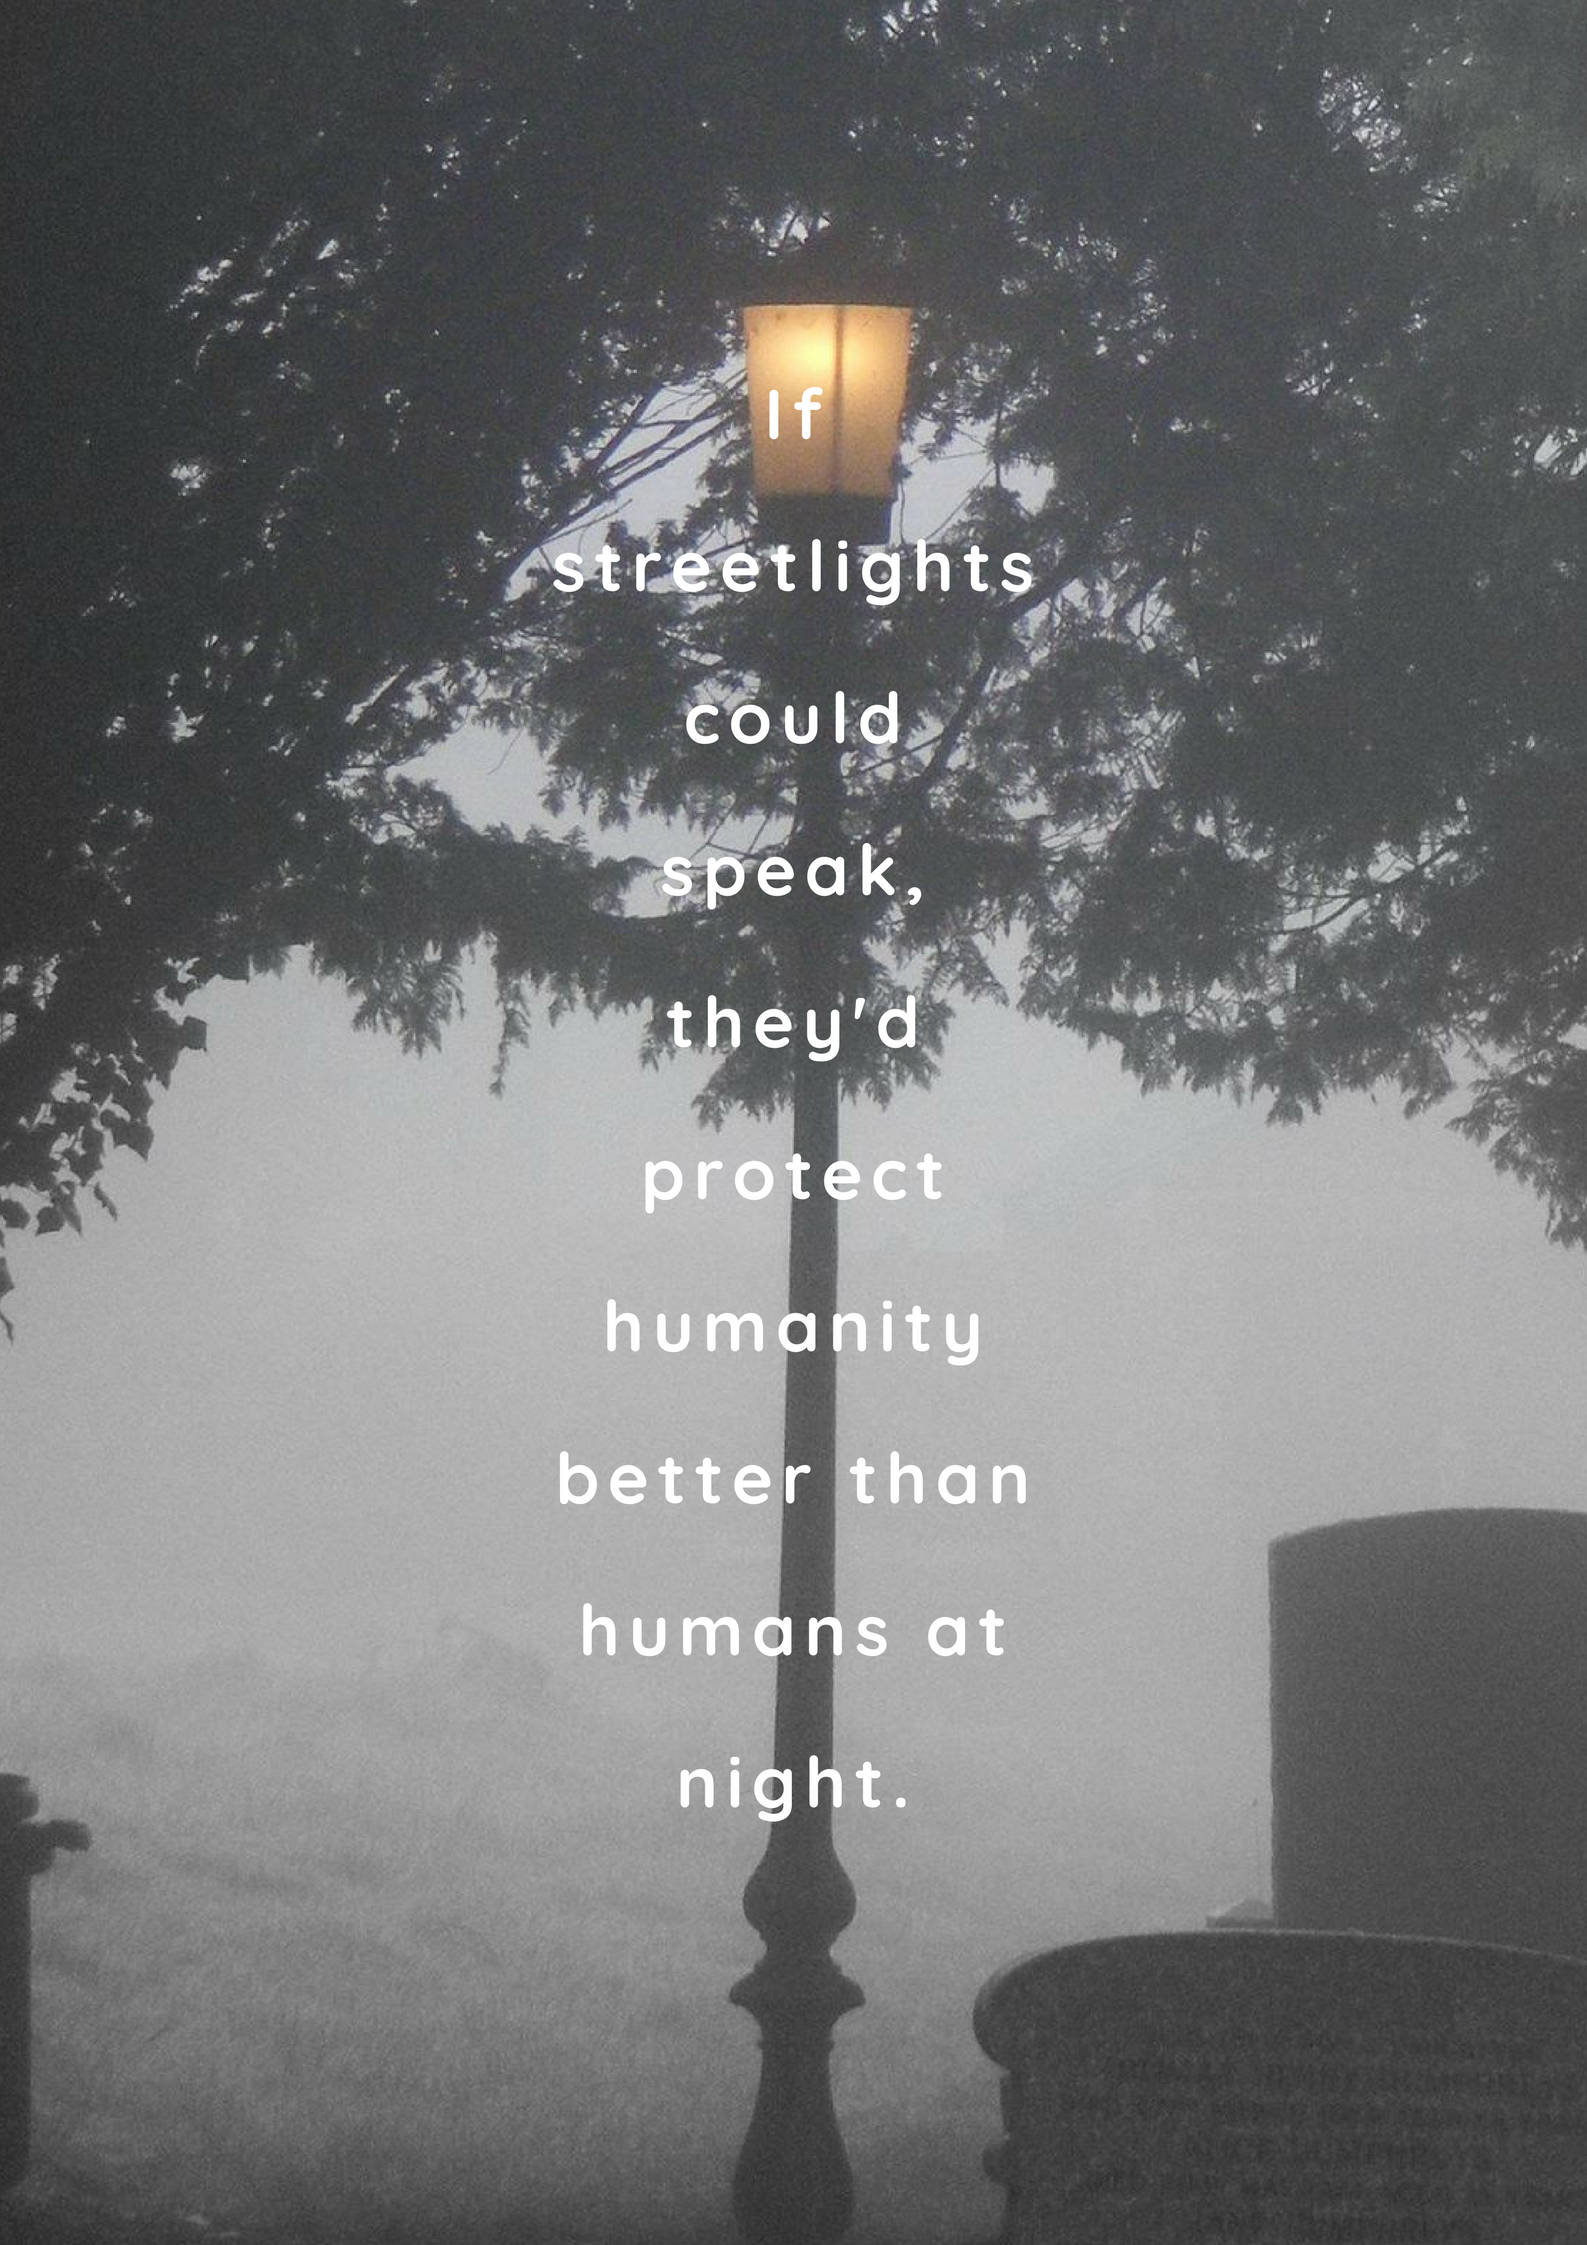 If
streetlights
could
speak,
they'd
protect
humanity
better than
humans at
night.